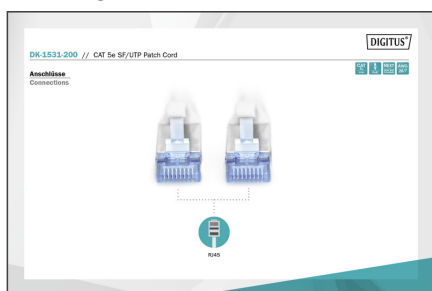 DIGITUS®
DK-1531-200 // CAT 5e SF/UTP Patch Cord
Anschlüsse
Connections
RJ45